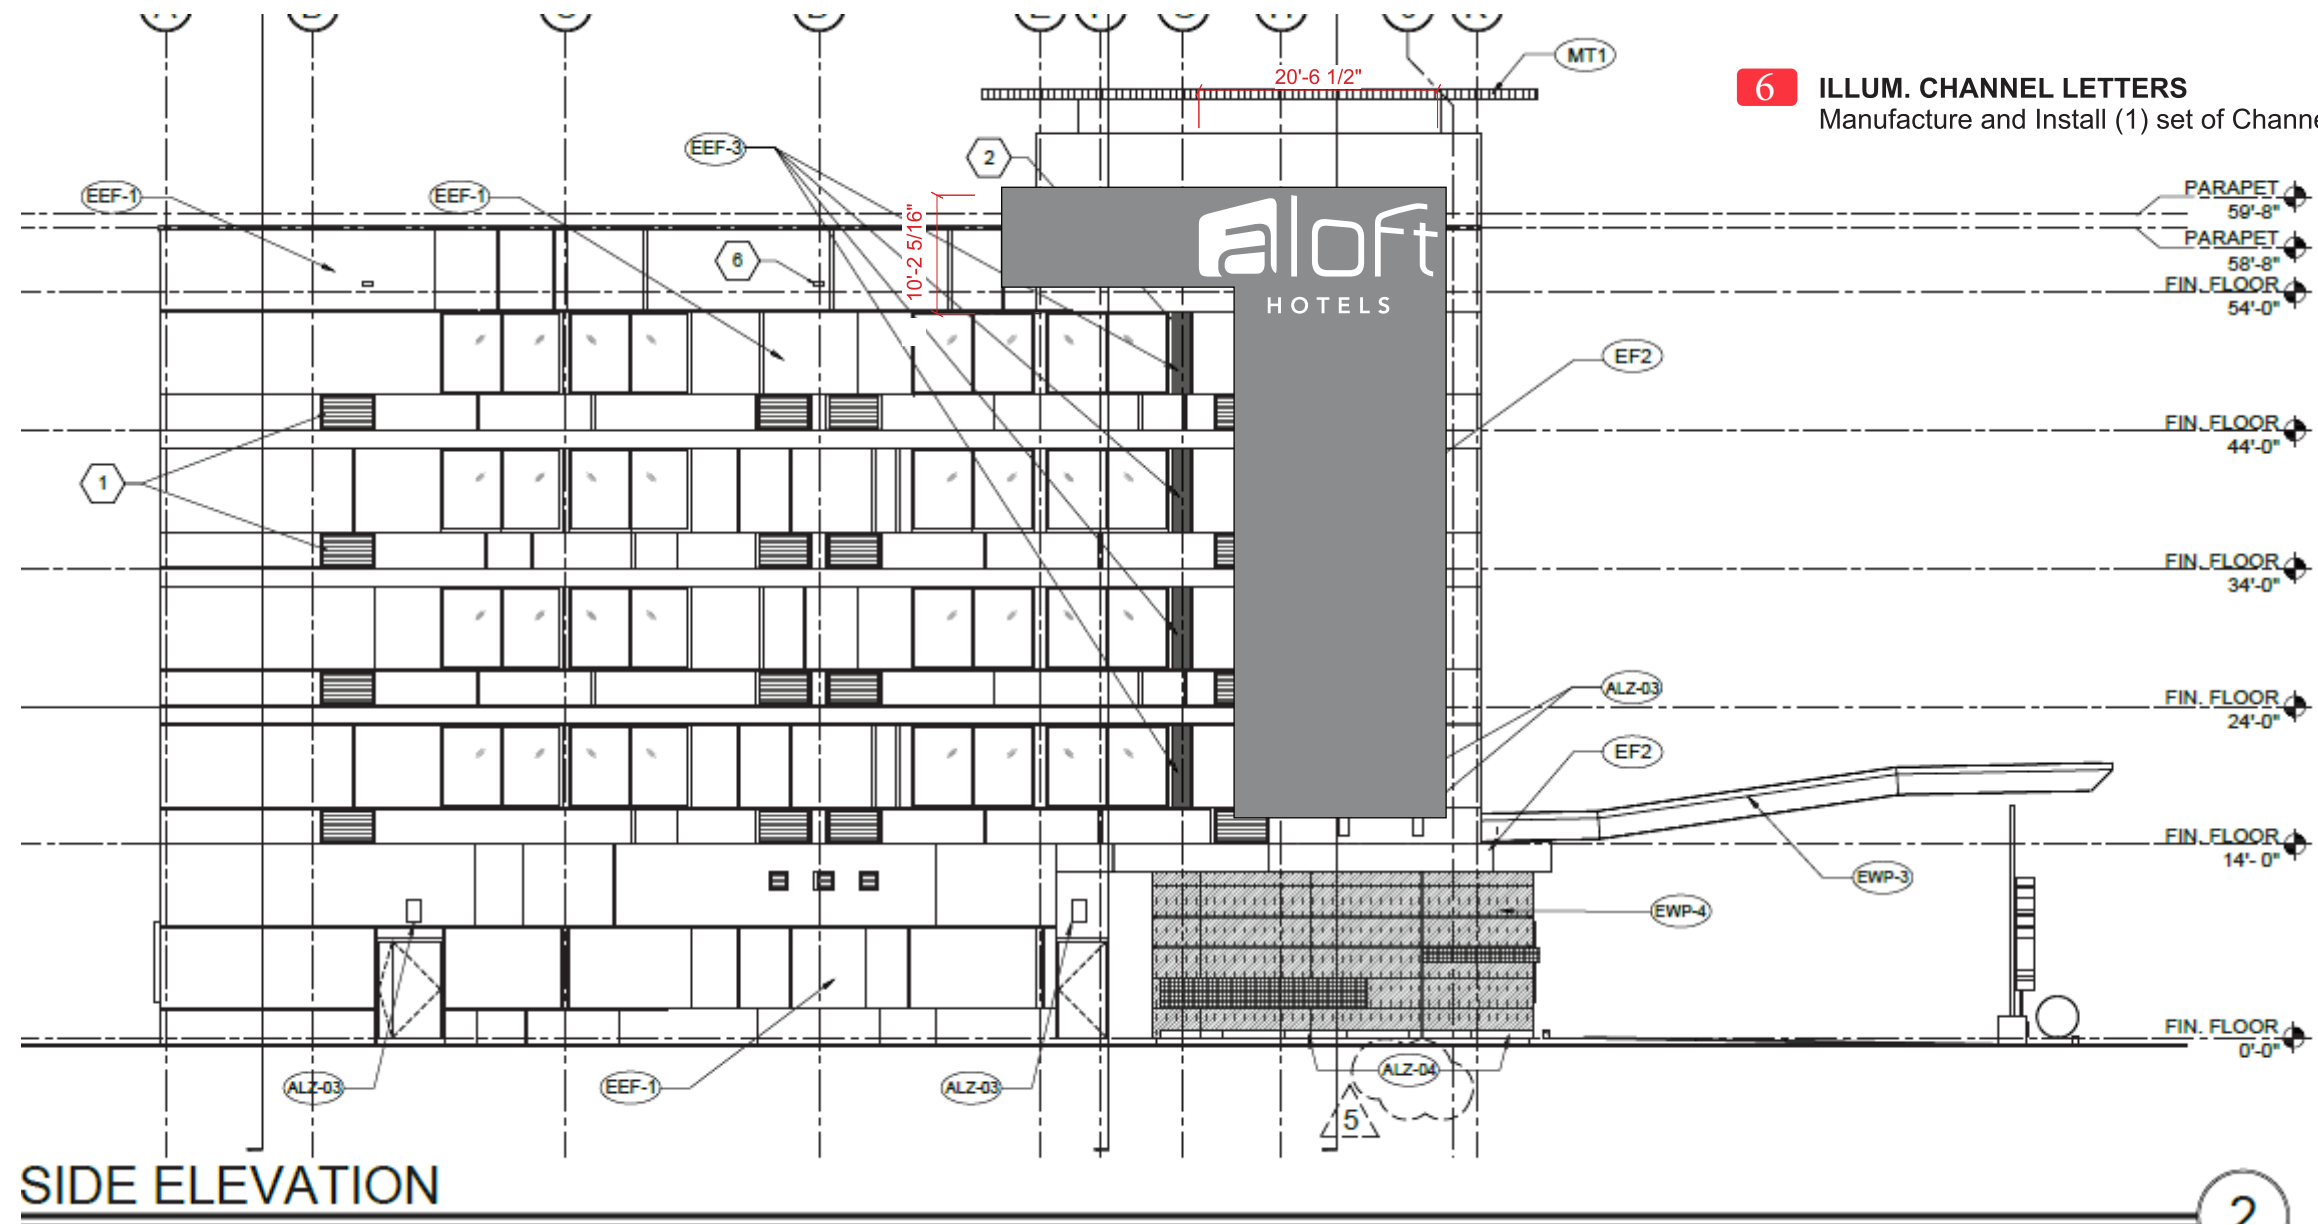 MT1
20'-6 1/2"
6 ILLUM. CHANNEL LETTERS
Manufacture and Install (1) set of Channe
EEF-3
2
EEF-1
EEF-1
PARAPET
59'-8"
10'-2 5/16"
aloft
HOTELS
6
PARAPET
58'-8"
FIN. FLOOR
54'-0"
EF2
FIN. FLOOR
44'-0"
1
FIN. FLOOR
34'-0"
ALZ-03
FIN. FLOOR
24'-0"
EF2
FIN. FLOOR
14'- 0"
EWP-3
EWP-4
FIN. FLOOR
0'-0"
ALZ-03
EEF-1
ALZ-03
ALZ-04
5
SIDE ELEVATION
2